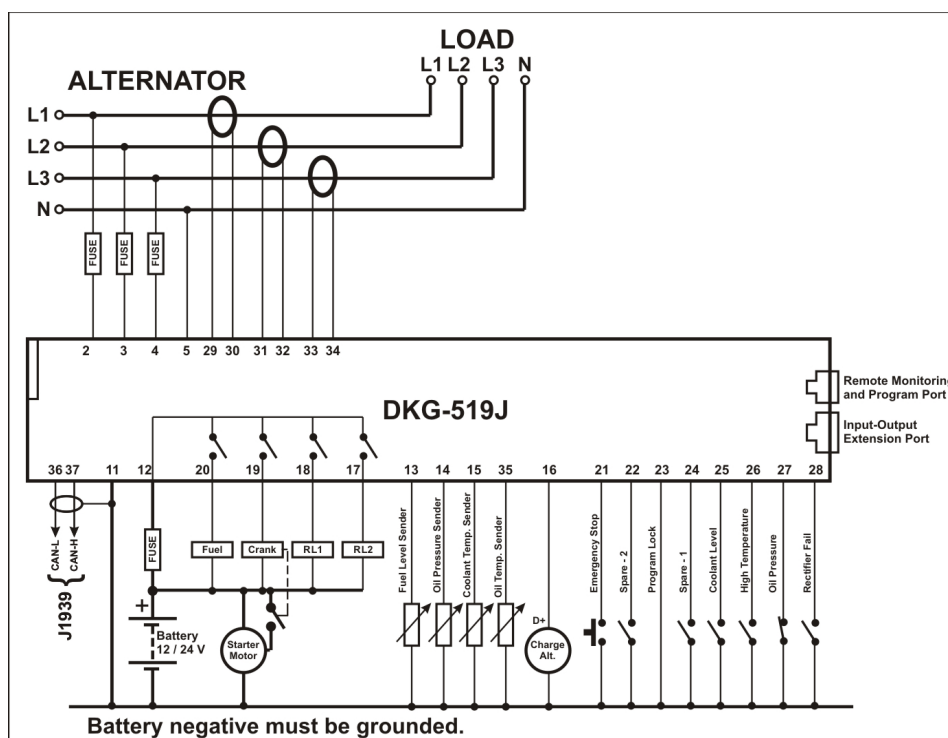 LOAD
L1 L2 L3 N
ALTERNATOR
L1
L2
L3
N
FUSE
FUSE
FUSE
2 3 4 5 29 30 31 32 33 34
Remote Monitoring
and Program Port
DKG-519J
Input-Output
Extension Port
36 37 11 12 20 19 18 17 13 14 15 35 16 21 22 23 24 25 26 27 28
CAN-L
CAN-H
J1939
FUSE
Fuel
Crank
RL1
RL2
Fuel Level Sender
Oil Pressure Sender
Coolant Temp. Sender
Oil Temp. Sender
Emergency Stop
Spare - 2
Program Lock
Spare - 1
Coolant Level
High Temperature
Oil Pressure
Rectifier Fail
+
Battery
12 / 24 V
Starter
Motor
D+
Charge
Alt.
Battery negative must be grounded.